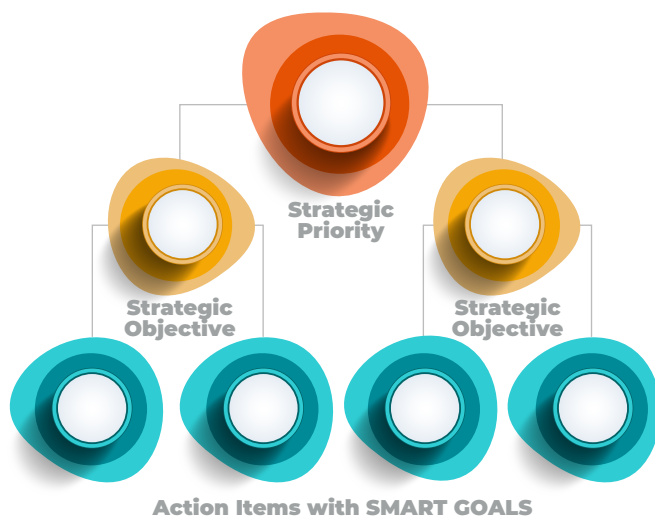 Strategic
Priority
Strategic
Objective
Strategic
Objective
Action Items with SMART GOALS